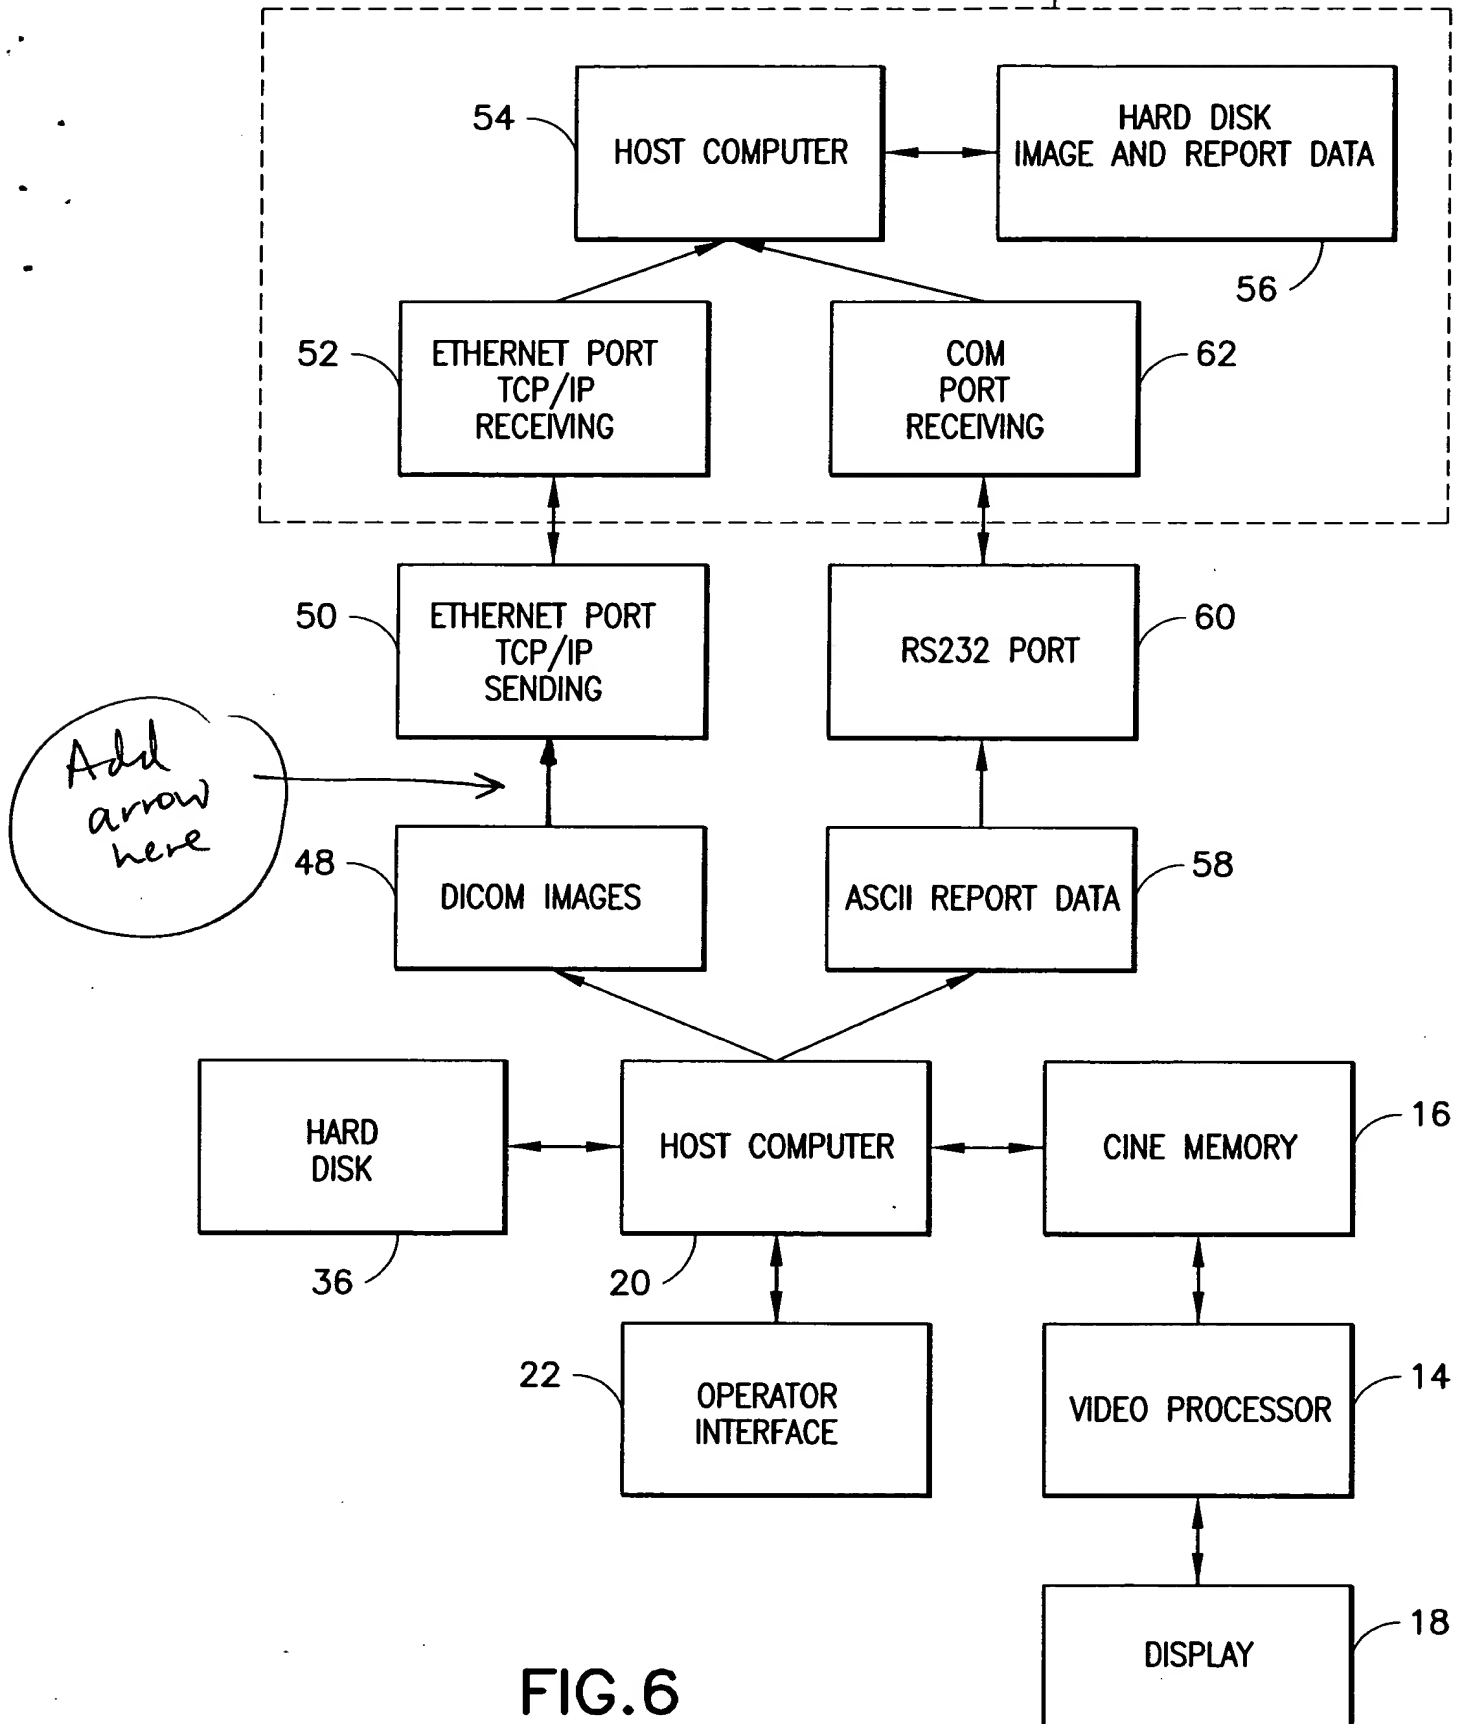 54
HOST COMPUTER
HARD DISK
IMAGE AND REPORT DATA
56
52
ETHERNET PORT
TCP/IP
RECEIVING
COM
PORT
RECEIVING
62
50
ETHERNET PORT
TCP/IP
SENDING
RS232 PORT
60
Add
arrow
here
48
DICOM IMAGES
ASCII REPORT DATA
58
HARD
DISK
36
HOST COMPUTER
20
CINE MEMORY
16
22
OPERATOR
INTERFACE
VIDEO PROCESSOR
14
DISPLAY
18
FIG.6